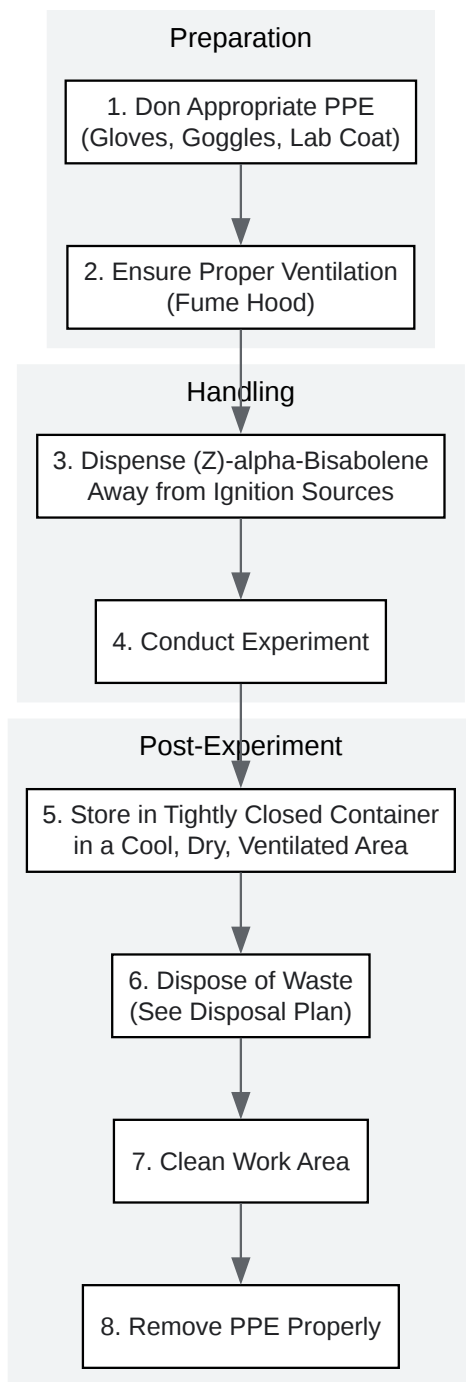 Preparation
1. Don Appropriate PPE
(Gloves, Goggles, Lab Coat)
2. Ensure Proper Ventilation
(Fume Hood)
Handling
3. Dispense (Z)-alpha-Bisabolene
Away from Ignition Sources
4. Conduct Experiment
Post-Experiment
5. Store in Tightly Closed Container
in a Cool, Dry, Ventilated Area
6. Dispose of Waste
(See Disposal Plan)
7. Clean Work Area
8. Remove PPE Properly